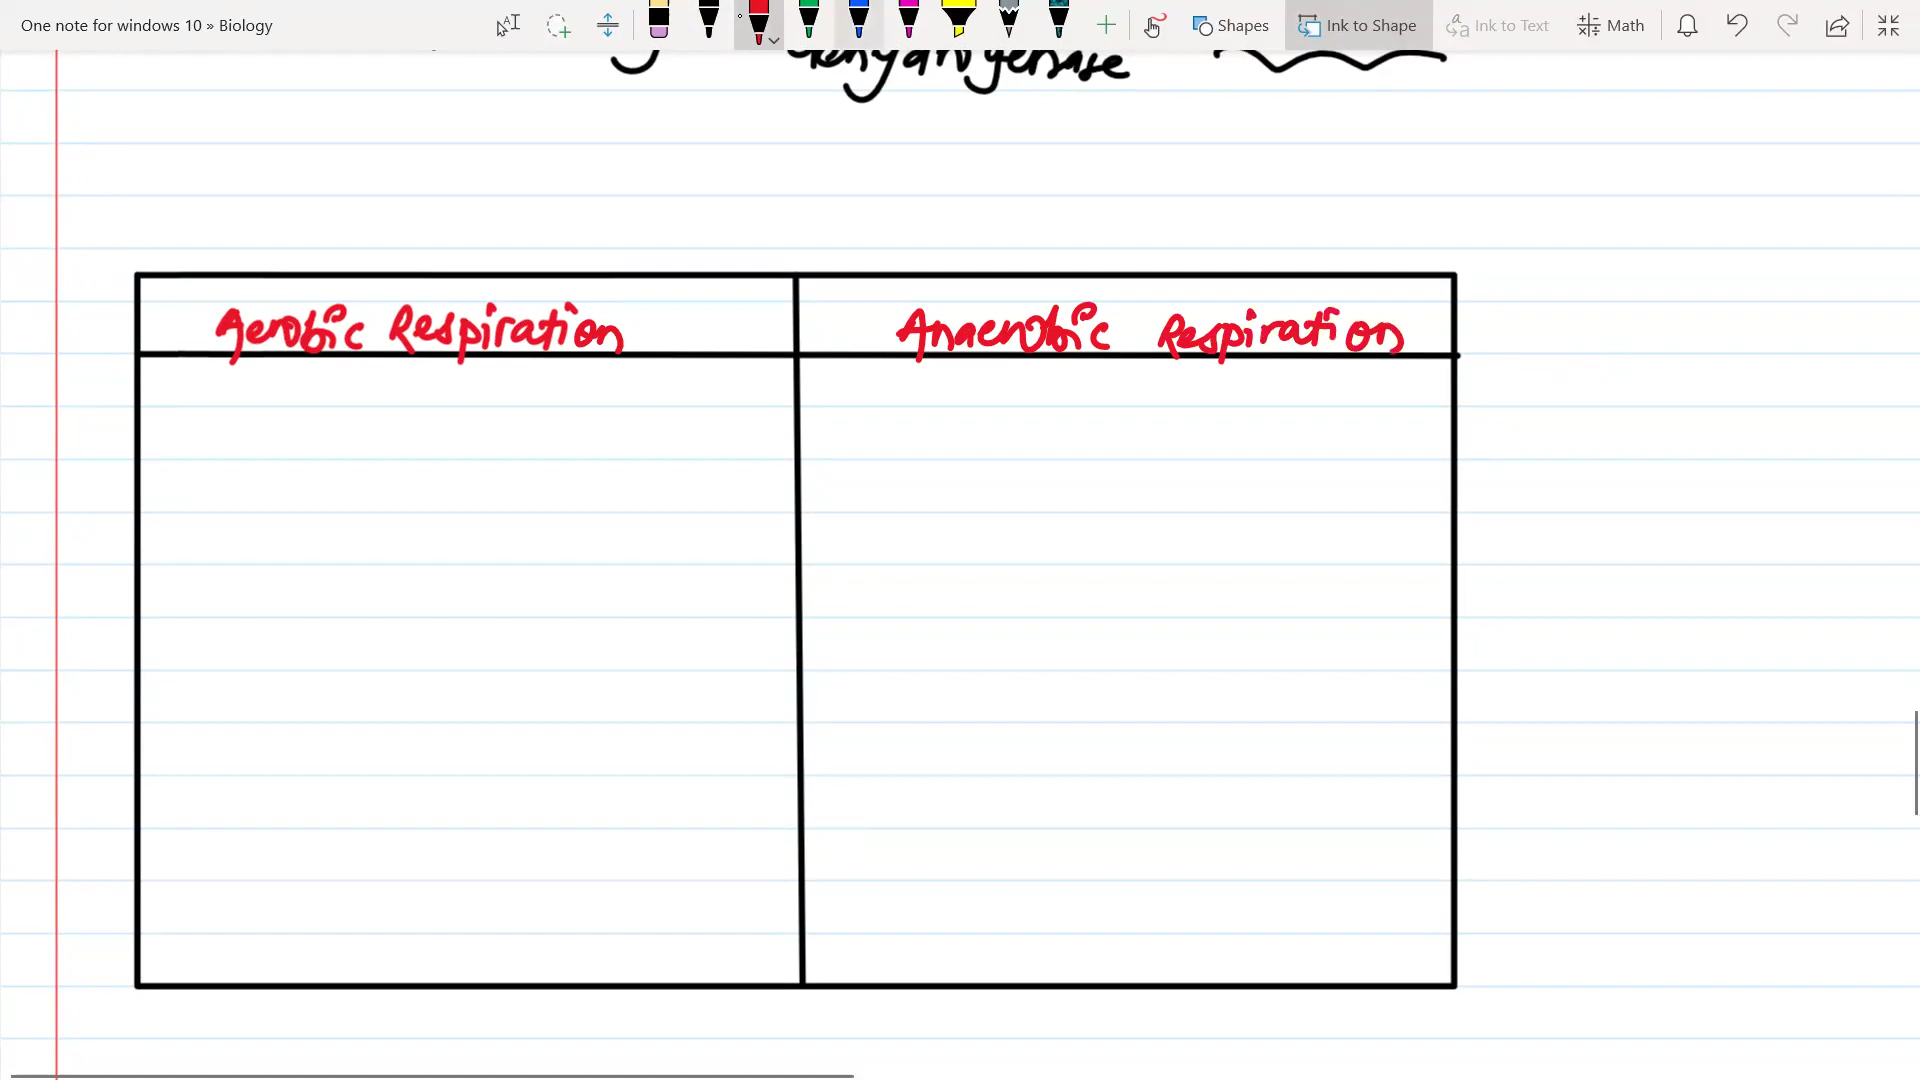 One note for windows 10 » Biology
Shapes
Ink to Shape
Ink to Text
Math
Aerobic Respiration
Anaerobic Respiration